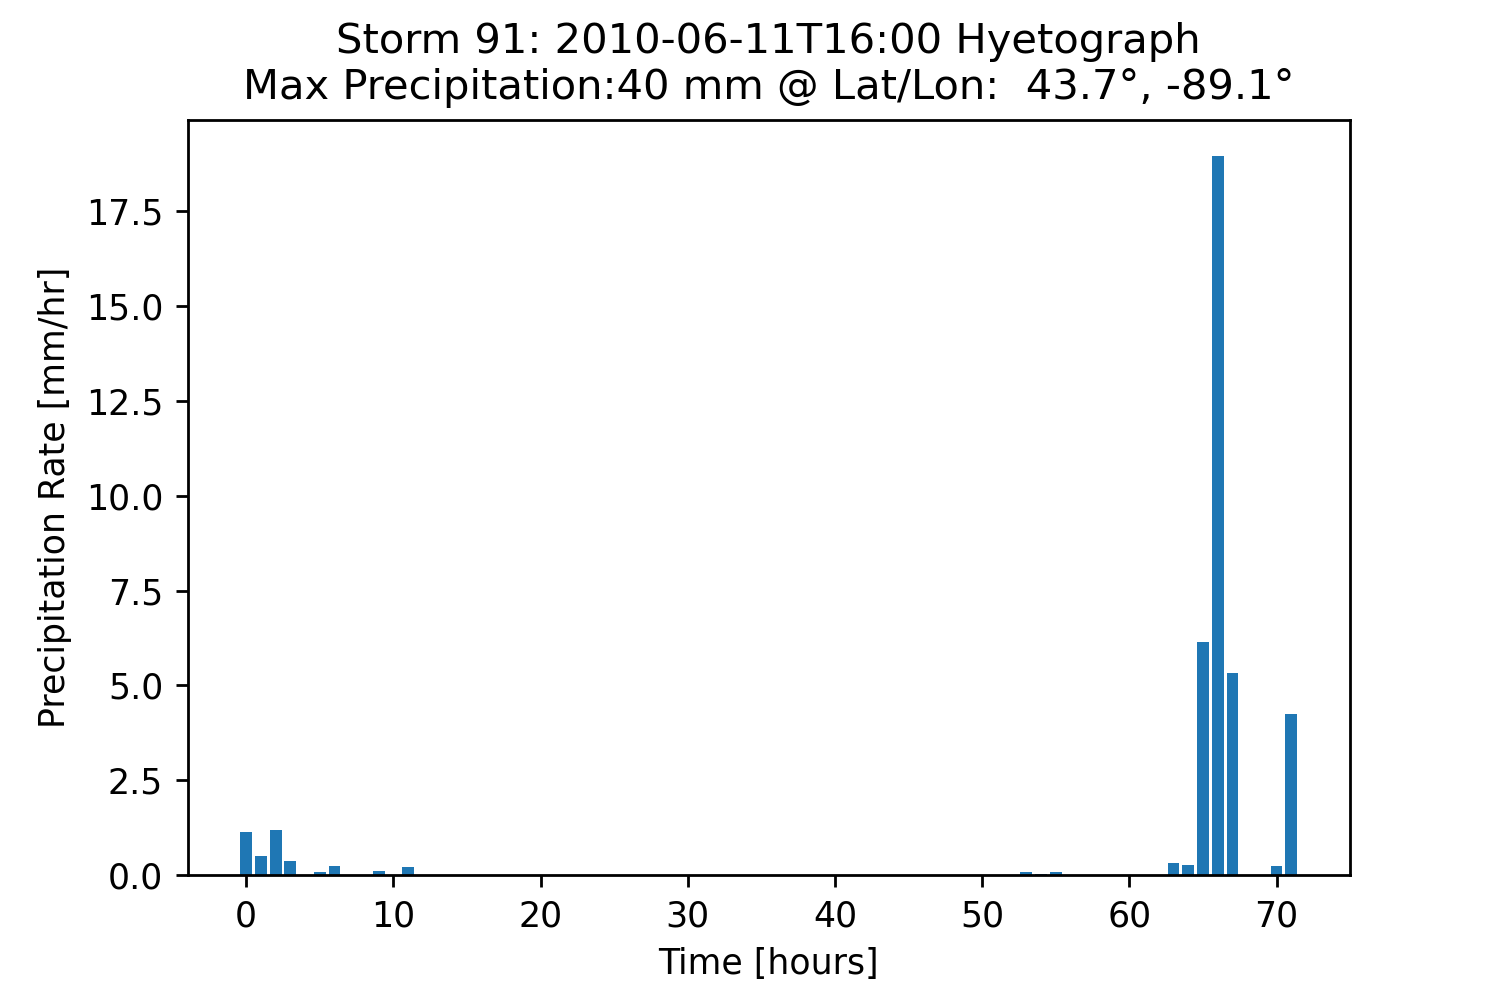 Storm 91: 2010-06-11T16:00 Hyetograph
Max Precipitation:40 mm @ Lat/Lon:  43.7°, -89.1°
Precipitation Rate [mm/hr]
17.5
15.0
12.5
10.0
7.5
5.0
2.5
0.0
0 10 20 30 40 50 60 70
Time [hours]